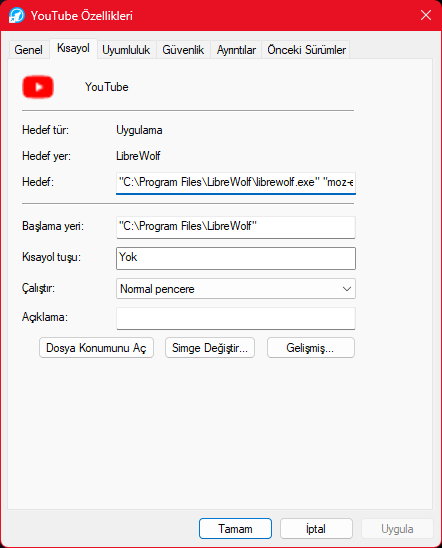 YouTube Özellikleri
Genel Kısayol Uyumluluk Güvenlik Ayrıntılar Önceki Sürümler
YouTube
Hedef tür: Uygulama
Hedef yer: LibreWolf
Hedef: "C:\Program Files\LibreWolf\librewolf.exe" "moz-e
Başlama yeri: "C:\Program Files\LibreWolf"
Kısayol tuşu: Yok
Çalıştır: Normal pencere
Açıklama:
Dosya Konumunu Aç Simge Değiştir... Gelişmiş...
Tamam İptal Uygula